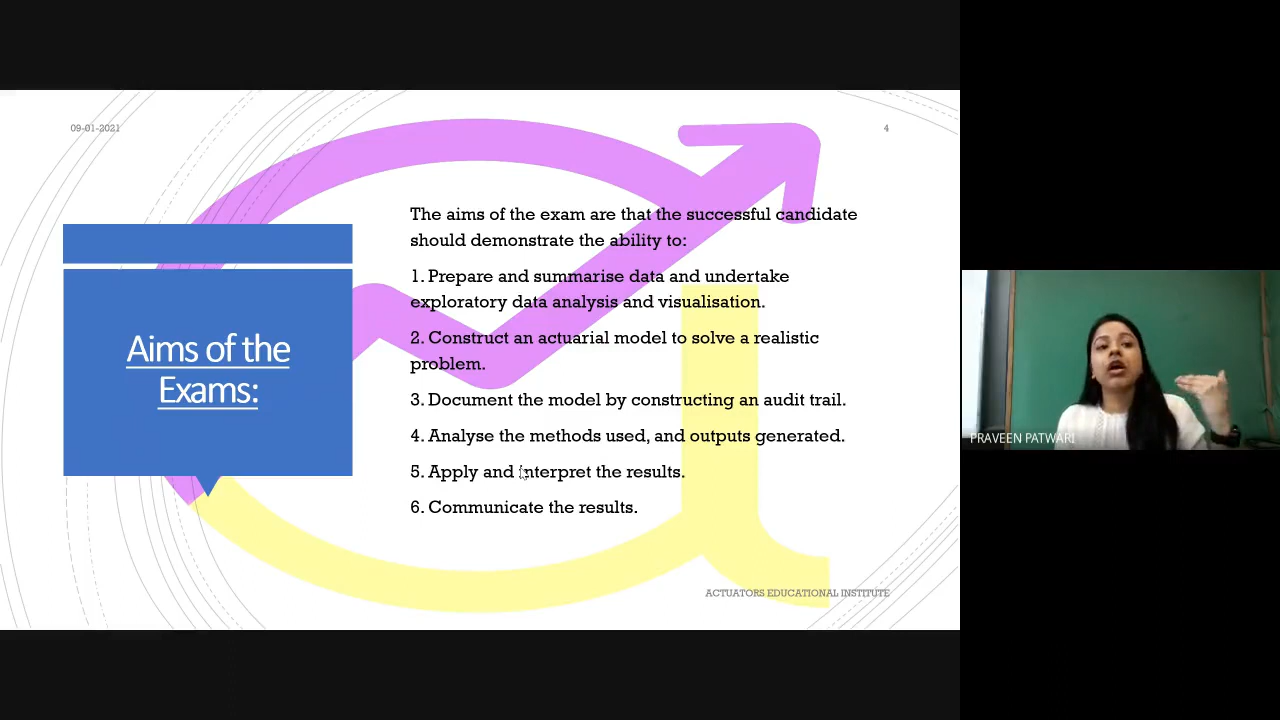 09-01-2021
4
Aims of the
Exams:
The aims of the exam are that the successful candidate
should demonstrate the ability to:
1. Prepare and summarise data and undertake
exploratory data analysis and visualisation.
2. Construct an actuarial model to solve a realistic
problem.
3. Document the model by constructing an audit trail.
4. Analyse the methods used, and outputs generated.
5. Apply and interpret the results.
6. Communicate the results.
ACTUATORS EDUCATIONAL INSTITUTE
PRAVEEN PATWARI